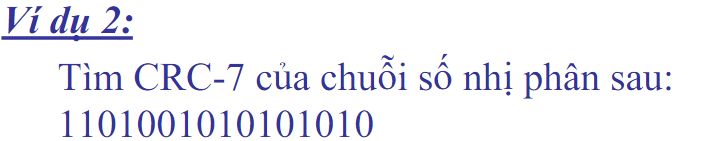 Ví dụ 2:
Tìm CRC-7 của chuỗi số nhị phân sau:
1101001010101010